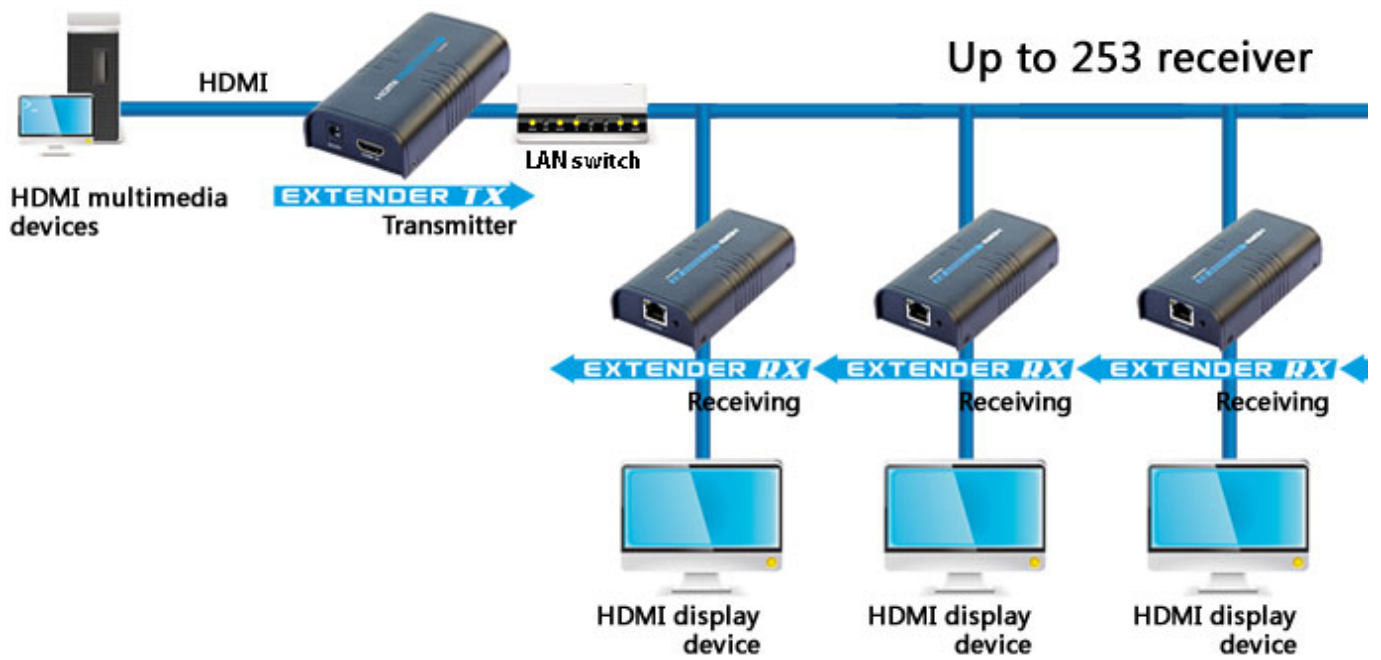 Up to 253 receiver
HDMI
LAN switch
HDMI multimedia
devices
EXTENDER TX
Transmitter
EXTENDER RX
Receiving
EXTENDER RX
Receiving
EXTENDER RX
Receiving
HDMI display
device
HDMI display
device
HDMI display
device